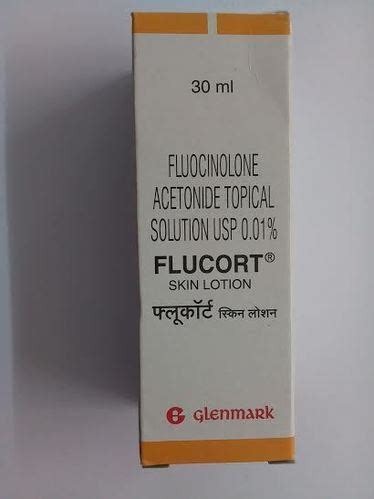 30 ml
FLUOCINOLONE
ACETONIDE TOPICAL
SOLUTION USP 0.01%
FLUCORT®
SKIN LOTION
फ्लूकॉर्ट स्किन लोशन
G glenmark